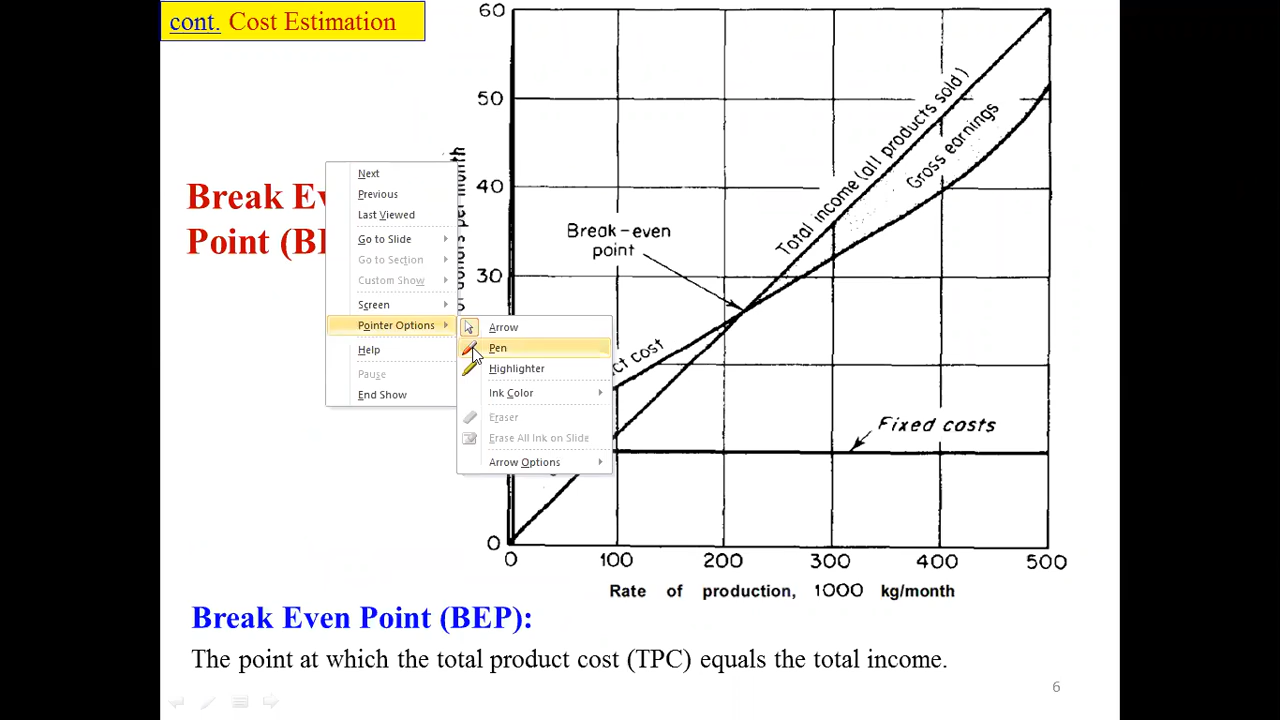 cont. Cost Estimation
60
50
40
30
0
Total income (all products sold)
Gross earnings
Break-even
point
cost
Fixed costs
0 100 200 300 400 500
Rate of production, 1000 kg/month
Break
Point
Next
Previous
Last Viewed
Go to Slide
Go to Section
Custom Show
Screen
Pointer Options
Help
Pause
End Show
Arrow
Pen
Highlighter
Ink Color
Eraser
Erase All Ink on Slide
Arrow Options
dollars per month
Break Even Point (BEP):
The point at which the total product cost (TPC) equals the total income.
6